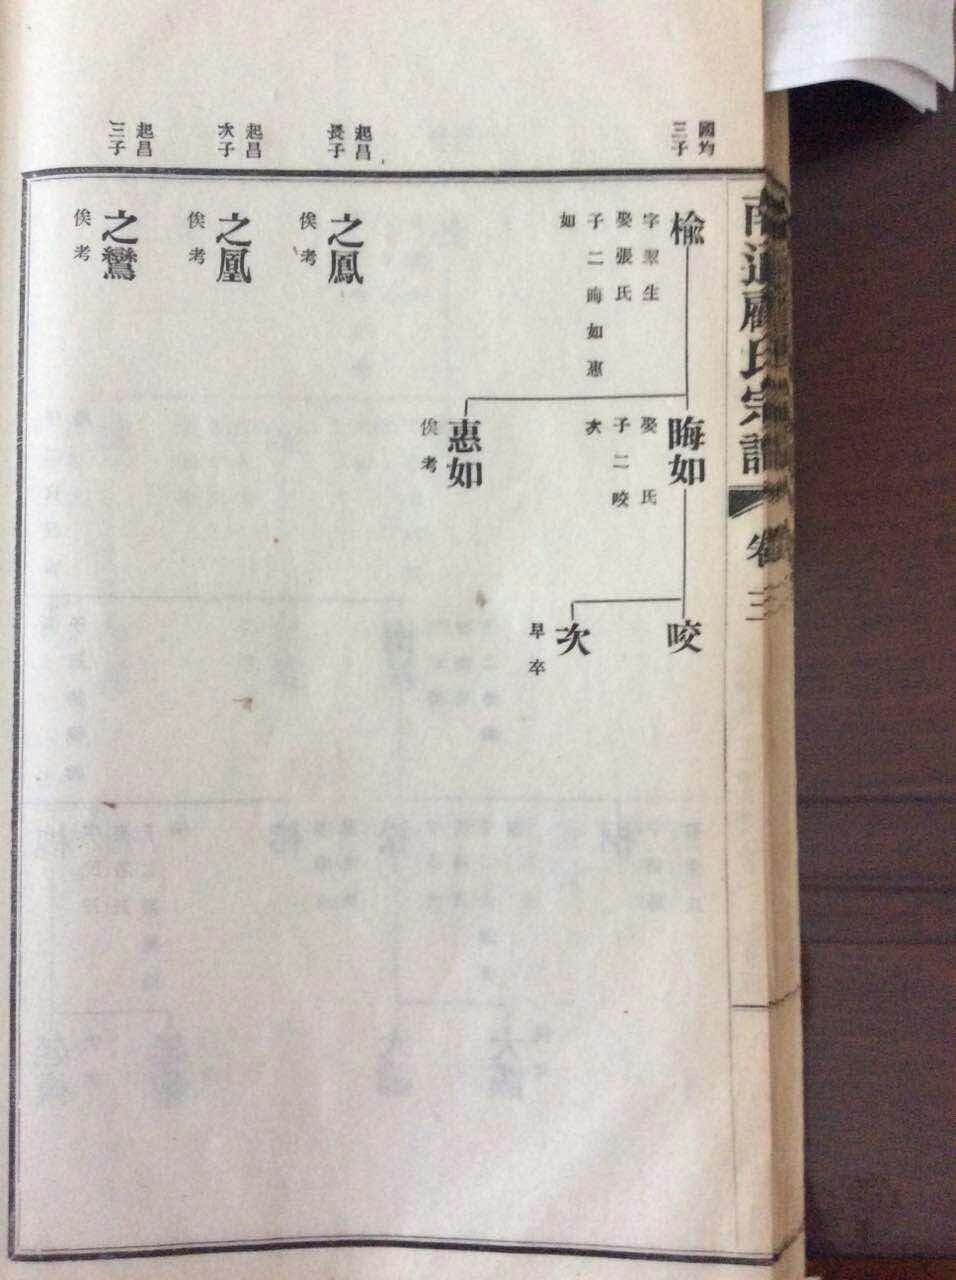 南通顧氏宗譜
卷三
國均
三子
楡
字翠生
娶張氏
子二晦如惠
如
晦如
娶 氏
子二咬
次
咬
次
早卒
惠如
俟考
起昌
長子
之鳳
俟考
起昌
次子
之凰
俟考
起昌
三子
之鸞
俟考